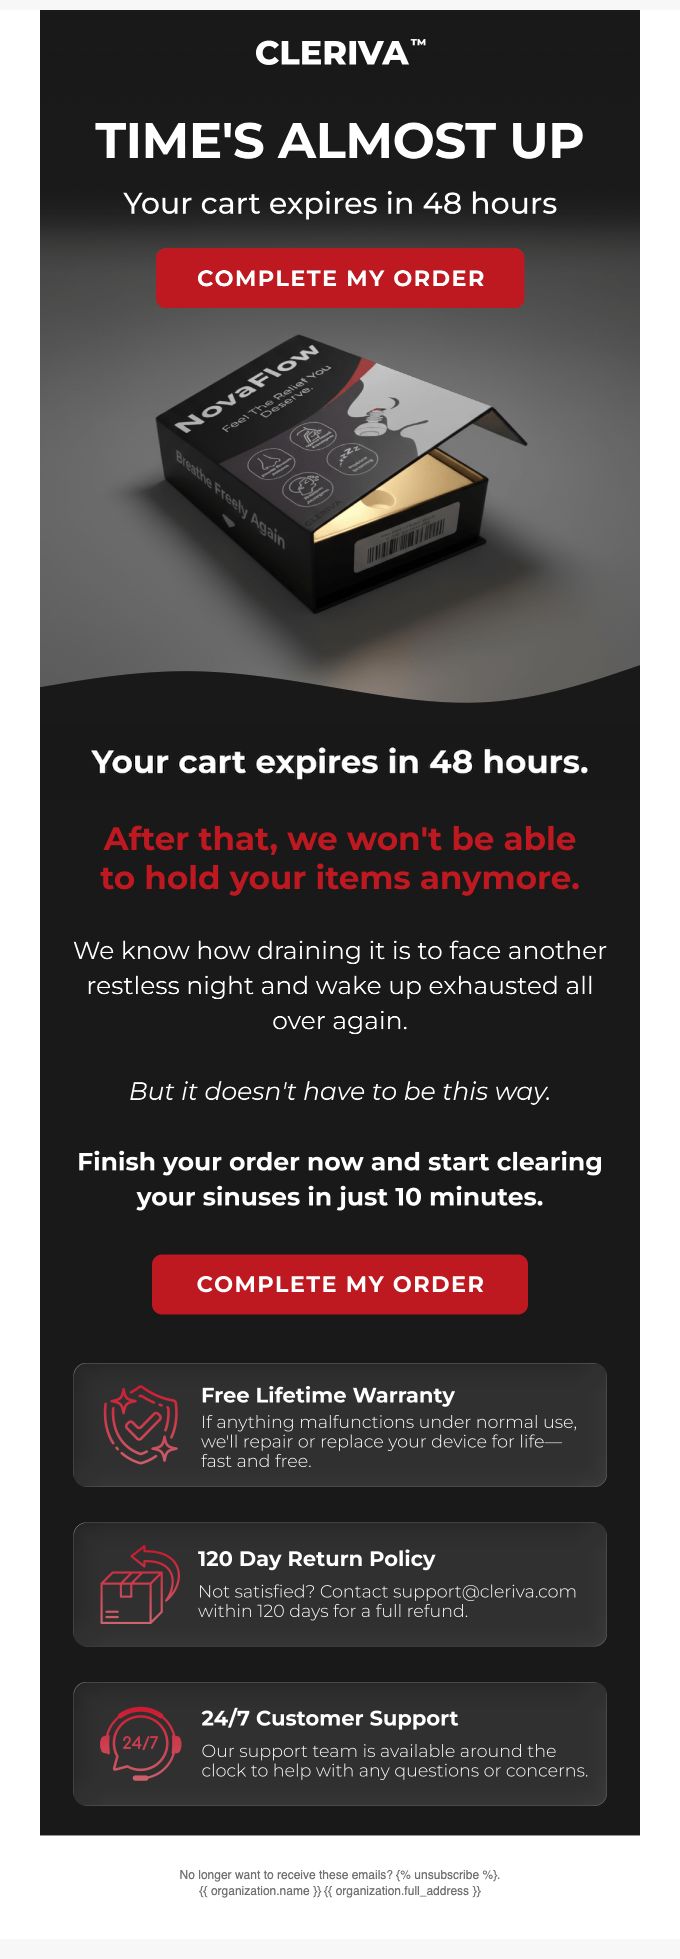 CLERIVA™
TIME'S ALMOST UP
Your cart expires in 48 hours
COMPLETE MY ORDER
NovaFlow
Feel The Relief You
Deserve.
Breathe Freely Again
CLERIVA
Your cart expires in 48 hours.
After that, we won't be able
to hold your items anymore.
We know how draining it is to face another
restless night and wake up exhausted all
over again.
But it doesn't have to be this way.
Finish your order now and start clearing
your sinuses in just 10 minutes.
COMPLETE MY ORDER
Free Lifetime Warranty
If anything malfunctions under normal use,
we'll repair or replace your device for life—
fast and free.
120 Day Return Policy
Not satisfied? Contact support@cleriva.com
within 120 days for a full refund.
24/7
24/7 Customer Support
Our support team is available around the
clock to help with any questions or concerns.
No longer want to receive these emails? {% unsubscribe %}.
{{ organization.name }} {{ organization.full_address }}